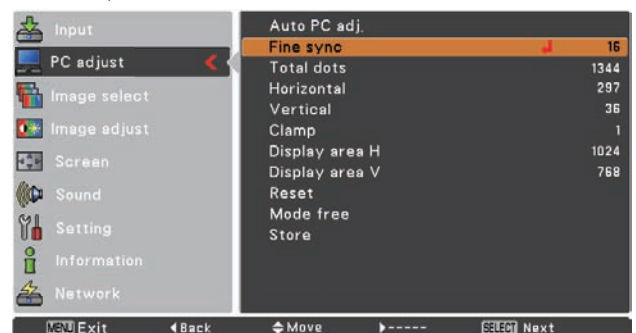 Input
PC adjust
Image select
Image adjust
Screen
Sound
Setting
Information
Network
Auto PC adj.
Fine sync 16
Total dots 1344
Horizontal 297
Vertical 36
Clamp 1
Display area H 1024
Display area V 768
Reset
Mode free
Store
MENU Exit ◀Back ◆Move ▶----- SELECT Next